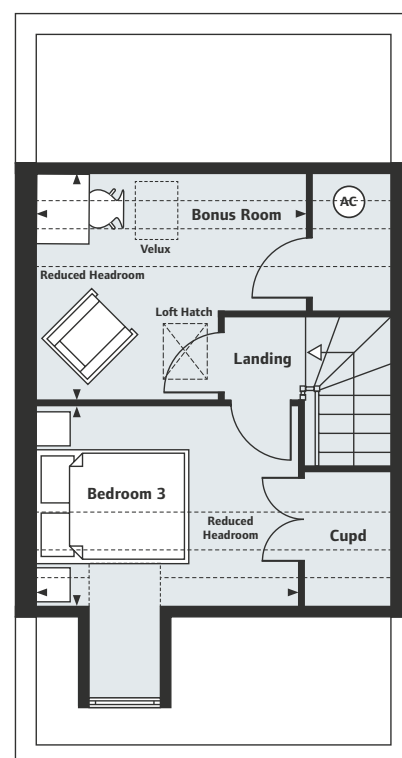 AC
Bonus Room
Velux
Reduced Headroom
Loft Hatch
Landing
Bedroom 3
Reduced
Headroom
Cupd